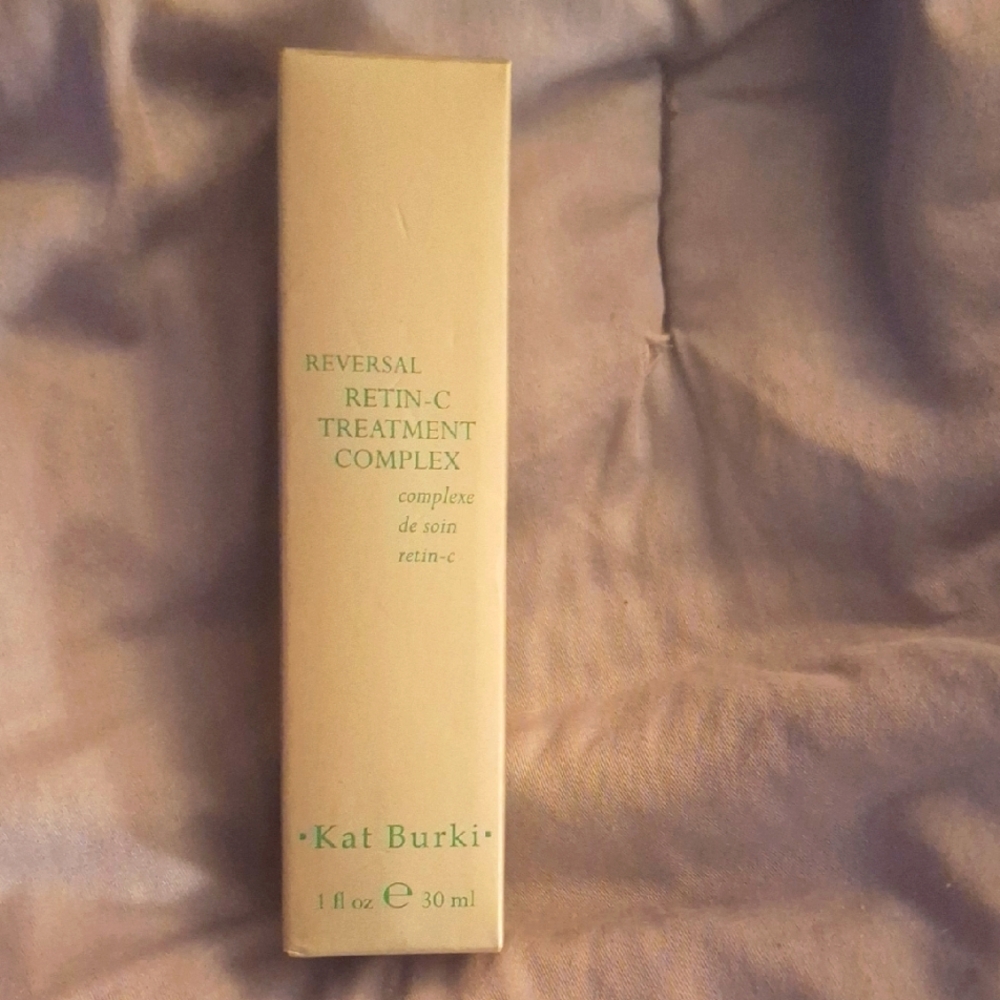 REVERSAL
RETIN-C
TREATMENT
COMPLEX
complexe
de soin
retin-c
·Kat Burki·
1 fl oz ℮ 30 ml